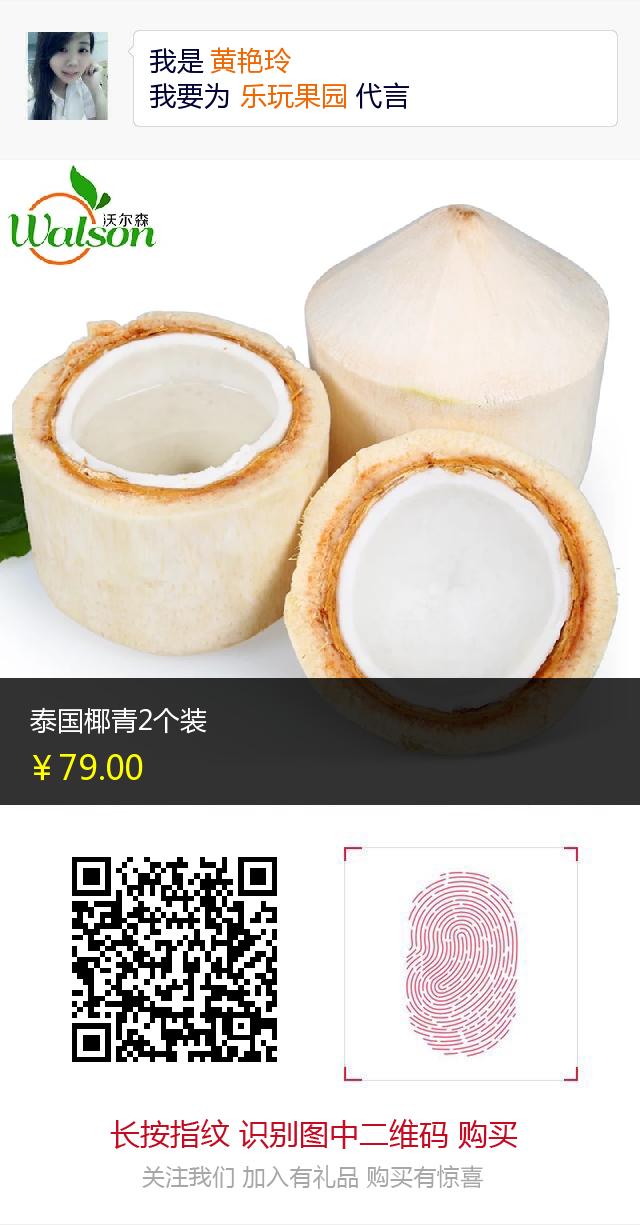 我是 黄艳玲
我要为 乐玩果园 代言
沃尔森
Walson
泰国椰青2个装
￥79.00
长按指纹 识别图中二维码 购买
关注我们 加入有礼品 购买有惊喜